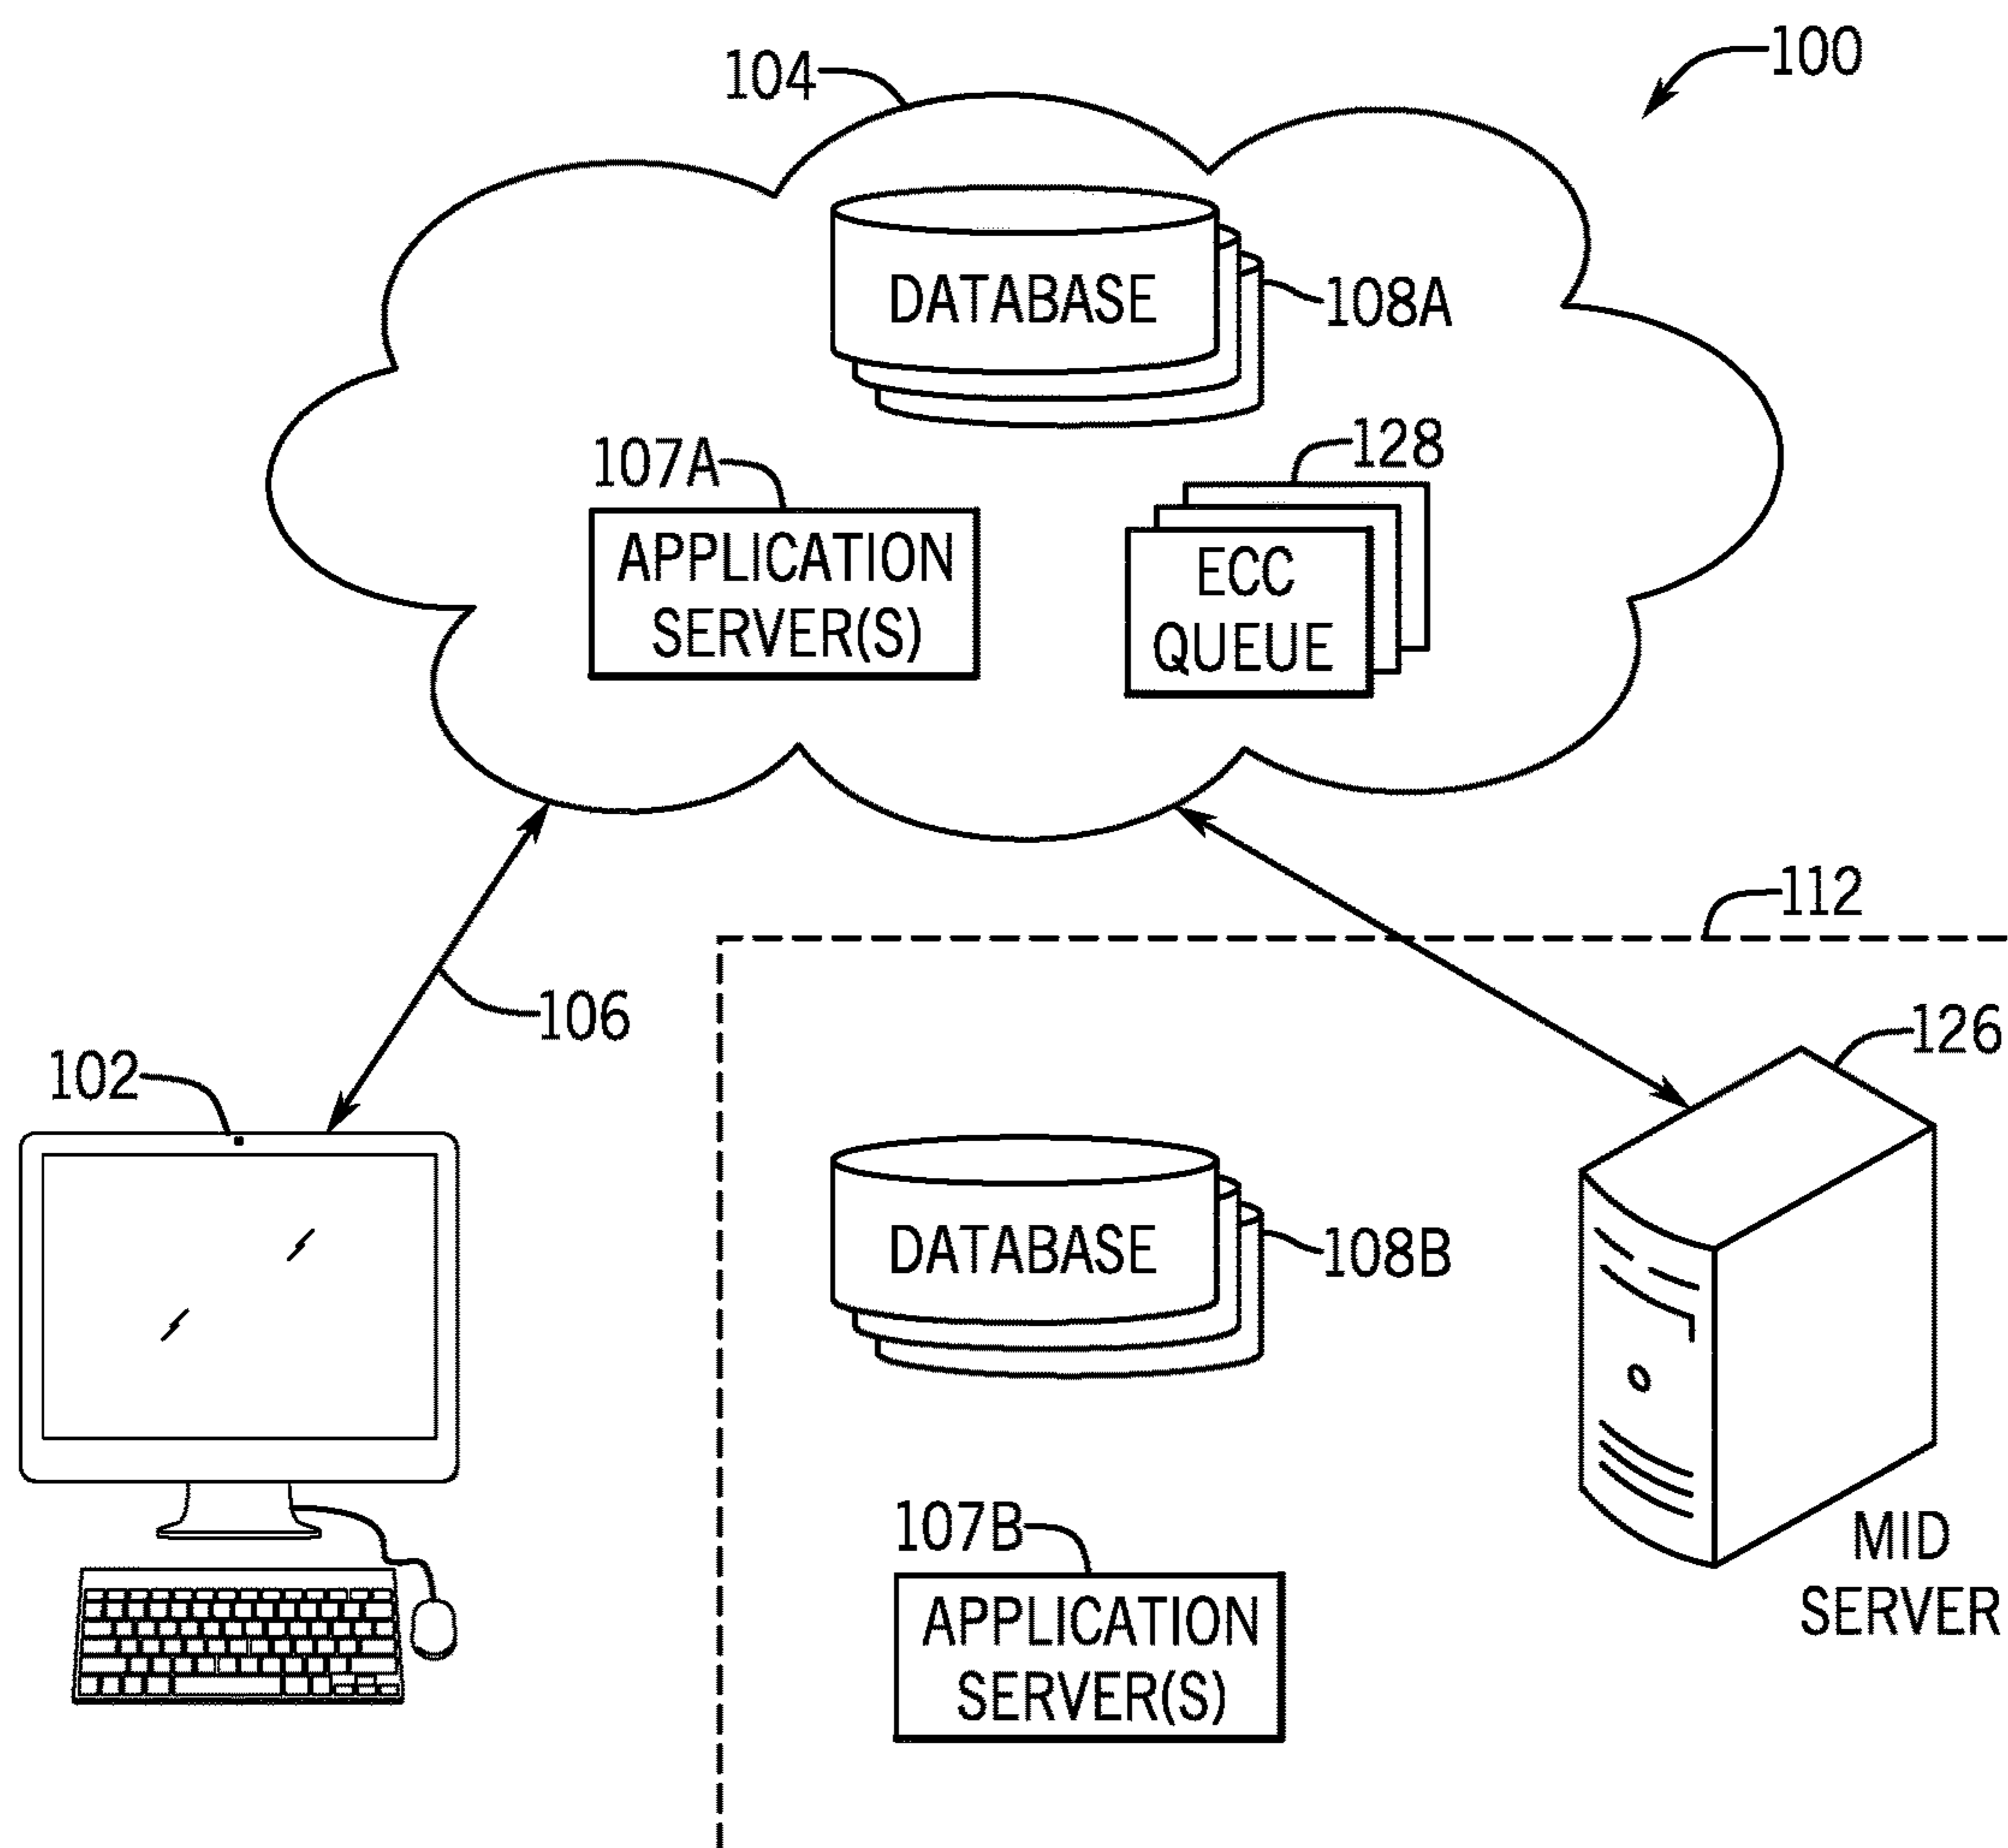 100
104
DATABASE
108A
107A
128
APPLICATION
SERVER(S)
ECC
QUEUE
112
106
126
102
DATABASE
108B
107B
MID
SERVER
APPLICATION
SERVER(S)